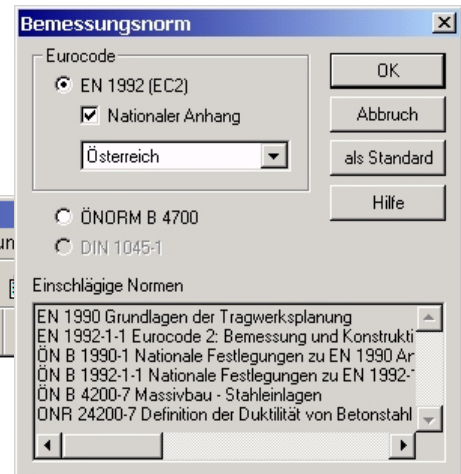 Bemessungsnorm
Eurocode
EN 1992 (EC2)
Nationaler Anhang
Österreich
OK
Abbruch
als Standard
Hilfe
ÖNORM B 4700
DIN 1045-1
Einschlägige Normen
EN 1990 Grundlagen der Tragwerksplanung
EN 1992-1-1 Eurocode 2: Bemessung und Konstrukti
ÖN B 1990-1 Nationale Festlegungen zu EN 1990 An
ÖN B 1992-1-1 Nationale Festlegungen zu EN 1992-
ÖN B 4200-7 Massivbau - Stahleinlagen
ONR 24200-7 Definition der Duktilität von Betonstahl
un